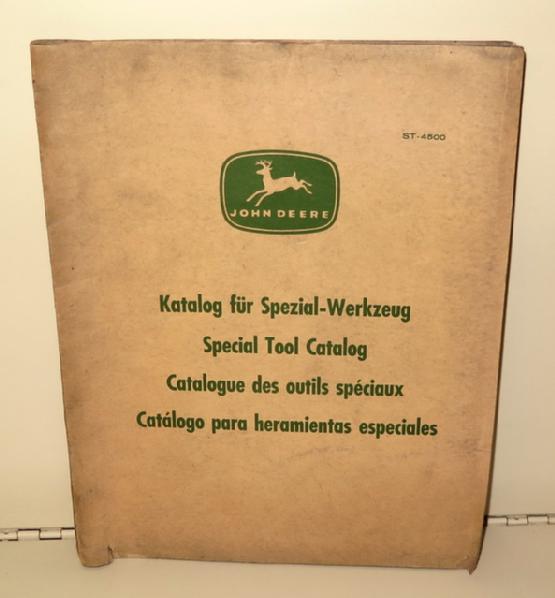 ST-4500
JOHN DEERE
Katalog für Spezial-Werkzeug
Special Tool Catalog
Catalogue des outils spéciaux
Catálogo para heramientas especiales